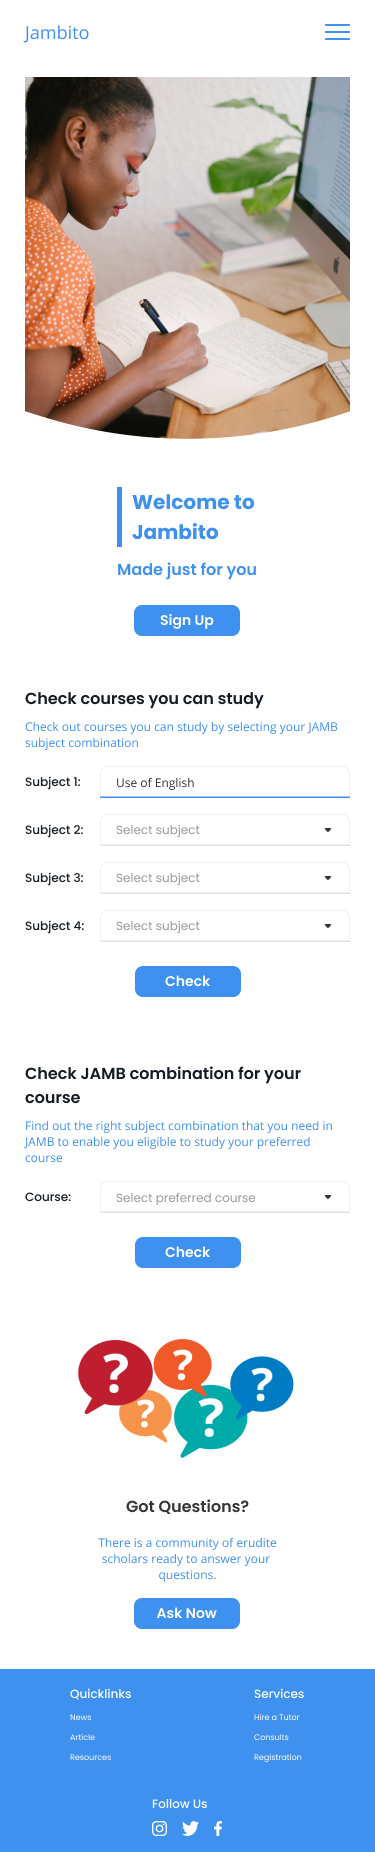 Jambito
Welcome to
Jambito
Made just for you
Sign Up
Check courses you can study
Check out courses you can study by selecting your JAMB
subject combination
Subject 1:
Use of English
Subject 2:
Select subject
Subject 3:
Select subject
Subject 4:
Select subject
Check
Check JAMB combination for your
course
Find out the right subject combination that you need in
JAMB to enable you eligible to study your preferred
course
Course:
Select preferred course
Check
? ? ? ? ?
Got Questions?
There is a community of erudite
scholars ready to answer your
questions.
Ask Now
Quicklinks
News
Article
Resources
Services
Hire a Tutor
Consults
Registration
Follow Us